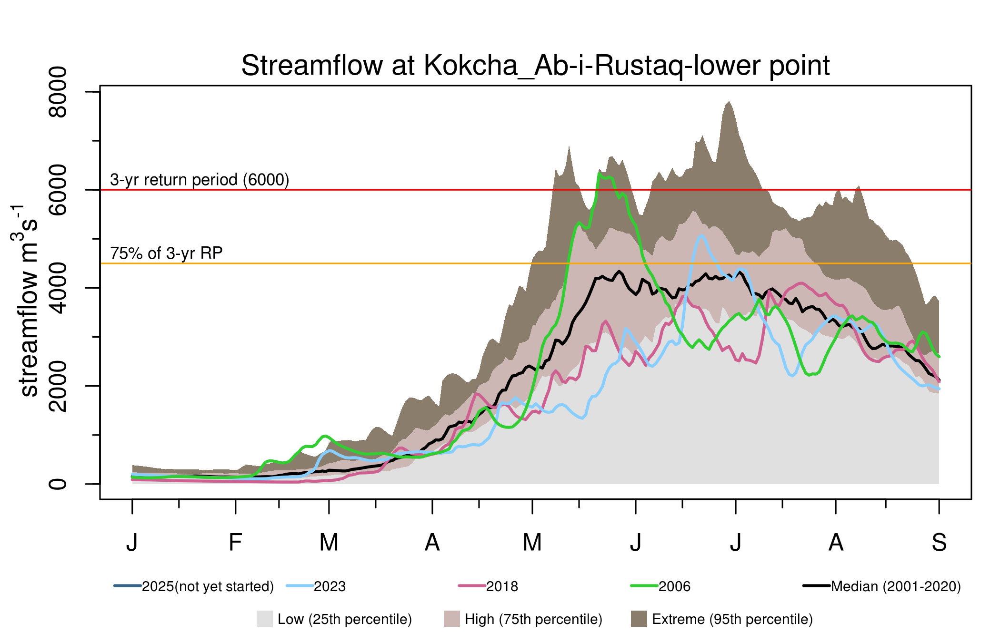 Streamflow at Kokcha_Ab-i-Rustaq-lower point
streamflow m³s⁻¹
8000
6000
4000
2000
0
3-yr return period (6000)
75% of 3-yr RP
J F M A M J J A S
2025(not yet started) 2023 2018 2006 Median (2001-2020)
Low (25th percentile) High (75th percentile) Extreme (95th percentile)